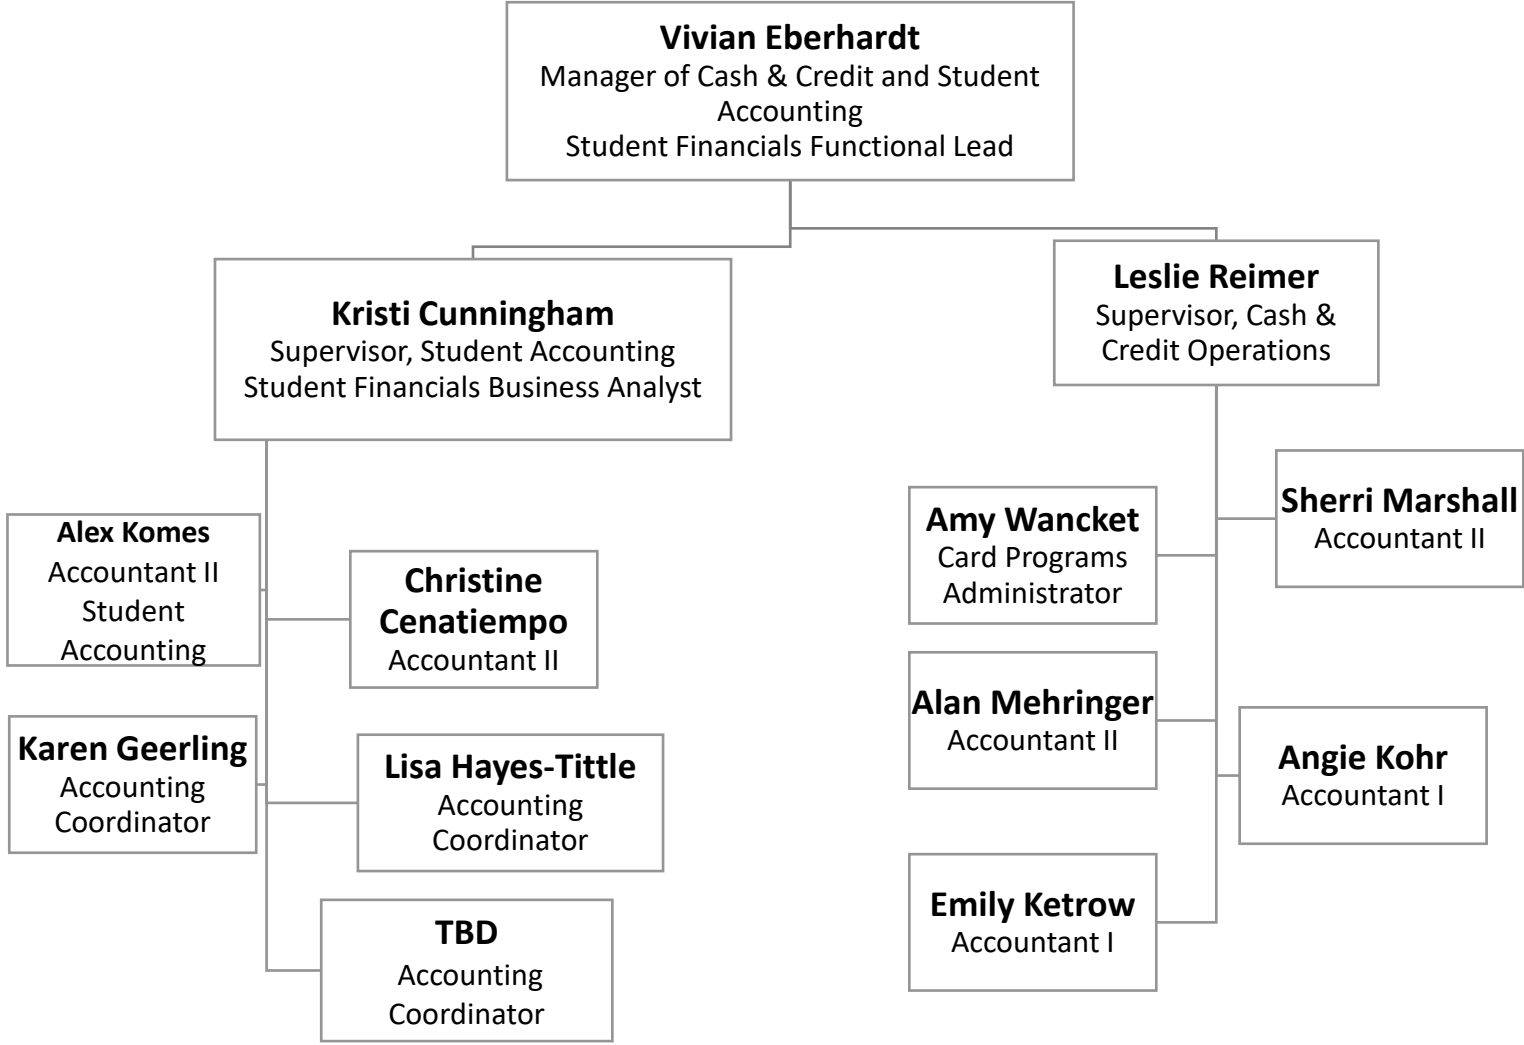 Vivian Eberhardt
Manager of Cash & Credit and Student
Accounting
Student Financials Functional Lead
Kristi Cunningham
Supervisor, Student Accounting
Student Financials Business Analyst
Leslie Reimer
Supervisor, Cash &
Credit Operations
Alex Komes
Accountant II
Student
Accounting
Christine
Cenatiempo
Accountant II
Karen Geerling
Accounting
Coordinator
Lisa Hayes-Tittle
Accounting
Coordinator
TBD
Accounting
Coordinator
Amy Wancket
Card Programs
Administrator
Sherri Marshall
Accountant II
Alan Mehringer
Accountant II
Angie Kohr
Accountant I
Emily Ketrow
Accountant I